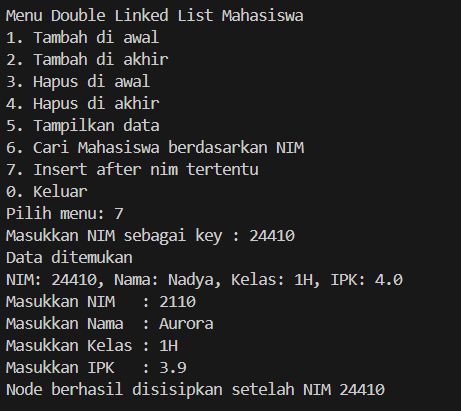 Menu Double Linked List Mahasiswa
1. Tambah di awal
2. Tambah di akhir
3. Hapus di awal
4. Hapus di akhir
5. Tampilkan data
6. Cari Mahasiswa berdasarkan NIM
7. Insert after nim tertentu
0. Keluar
Pilih menu: 7
Masukkan NIM sebagai key : 24410
Data ditemukan
NIM: 24410, Nama: Nadya, Kelas: 1H, IPK: 4.0
Masukkan NIM   : 2110
Masukkan Nama  : Aurora
Masukkan Kelas : 1H
Masukkan IPK   : 3.9
Node berhasil disisipkan setelah NIM 24410